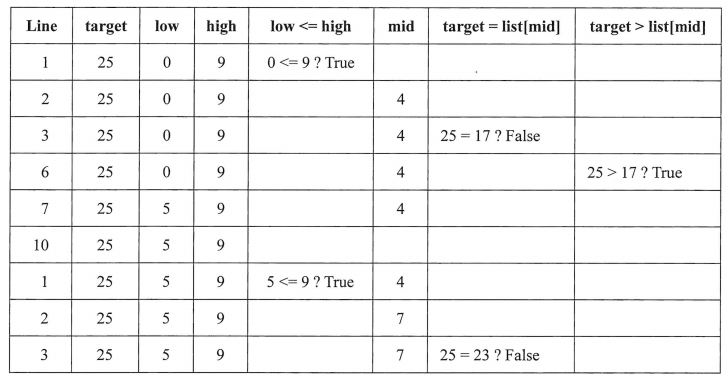 Line target low high low <= high mid target = list[mid] target > list[mid]
1 25 0 9 0 <= 9 ? True
2 25 0 9 4
3 25 0 9 4 25 = 17 ? False
6 25 0 9 4 25 > 17 ? True
7 25 5 9 4
10 25 5 9
1 25 5 9 5 <= 9 ? True 4
2 25 5 9 7
3 25 5 9 7 25 = 23 ? False